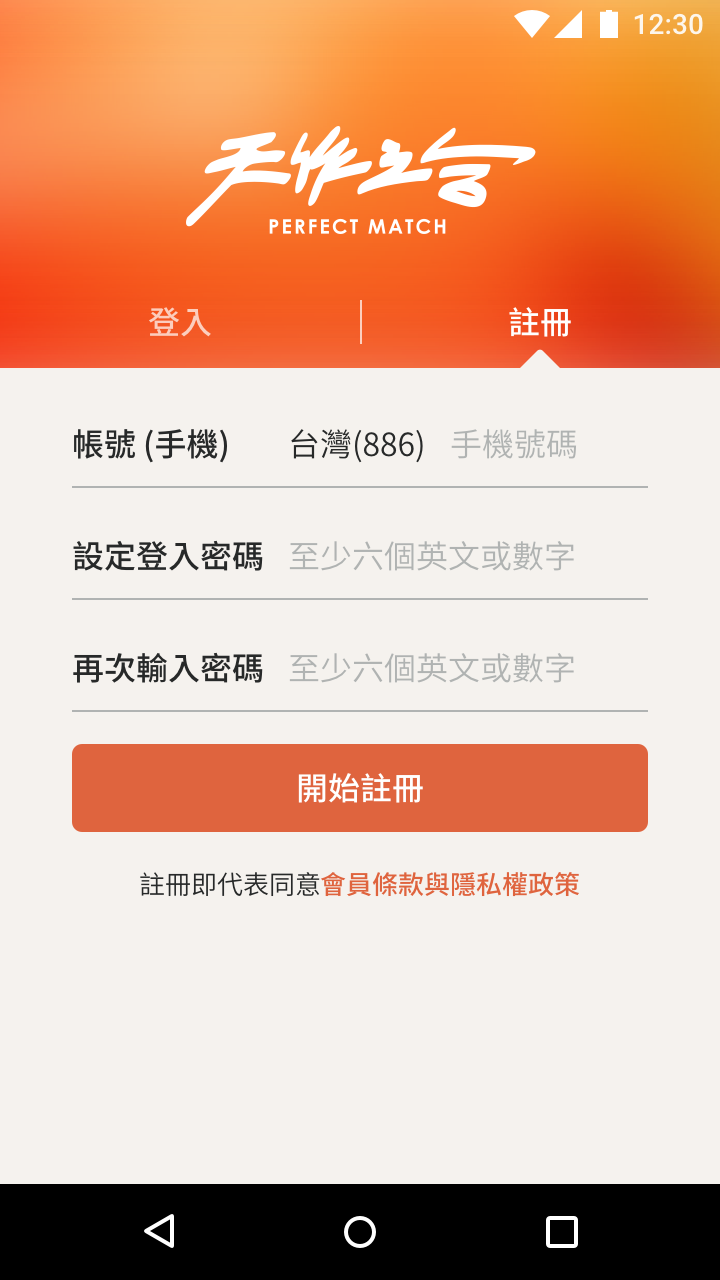 12:30
天作之合
PERFECT MATCH
登入 註冊
帳號 (手機) 台灣(886) 手機號碼
設定登入密碼 至少六個英文或數字
再次輸入密碼 至少六個英文或數字
開始註冊
註冊即代表同意會員條款與隱私權政策